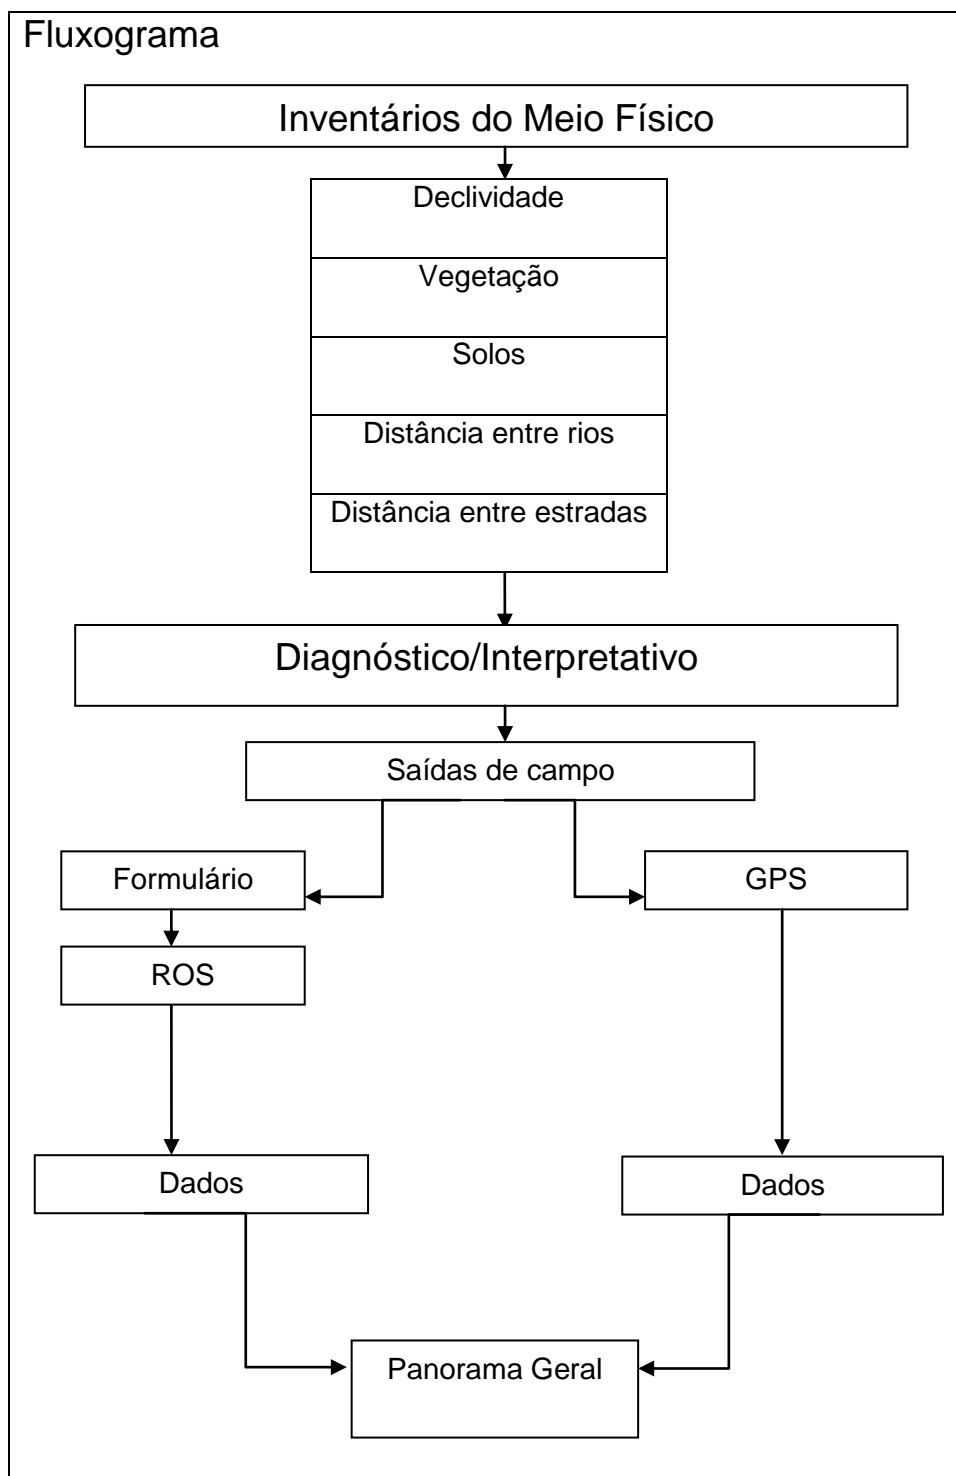 Fluxograma
Inventários do Meio Físico
Declividade
Vegetação
Solos
Distância entre rios
Distância entre estradas
Diagnóstico/Interpretativo
Saídas de campo
Formulário
GPS
ROS
Dados
Dados
Panorama Geral